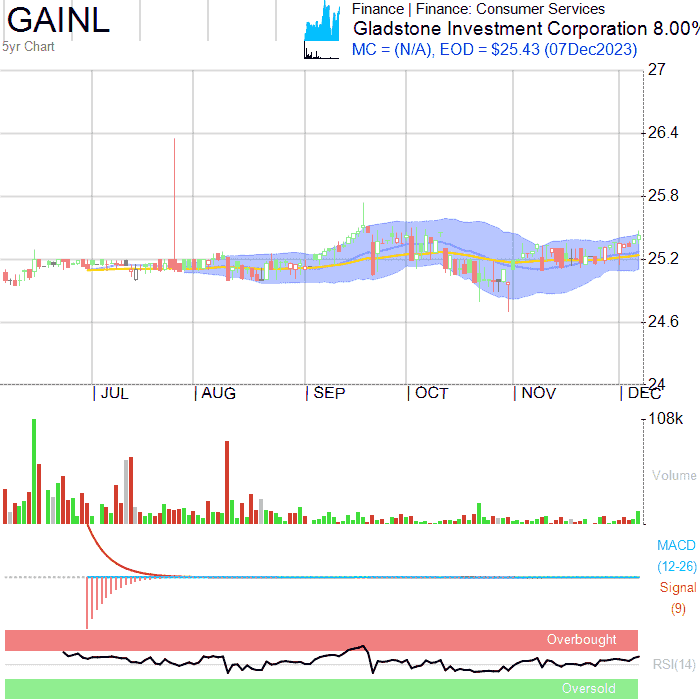 GAINL
5yr Chart
Finance | Finance: Consumer Services
Gladstone Investment Corporation 8.00%
MC = (N/A), EOD = $25.43 (07Dec2023)
27
26.4
25.8
25.2
24.6
24
JUL AUG SEP OCT NOV DEC
108k
Volume
MACD
(12-26)
Signal
(9)
Overbought
RSI(14)
Oversold